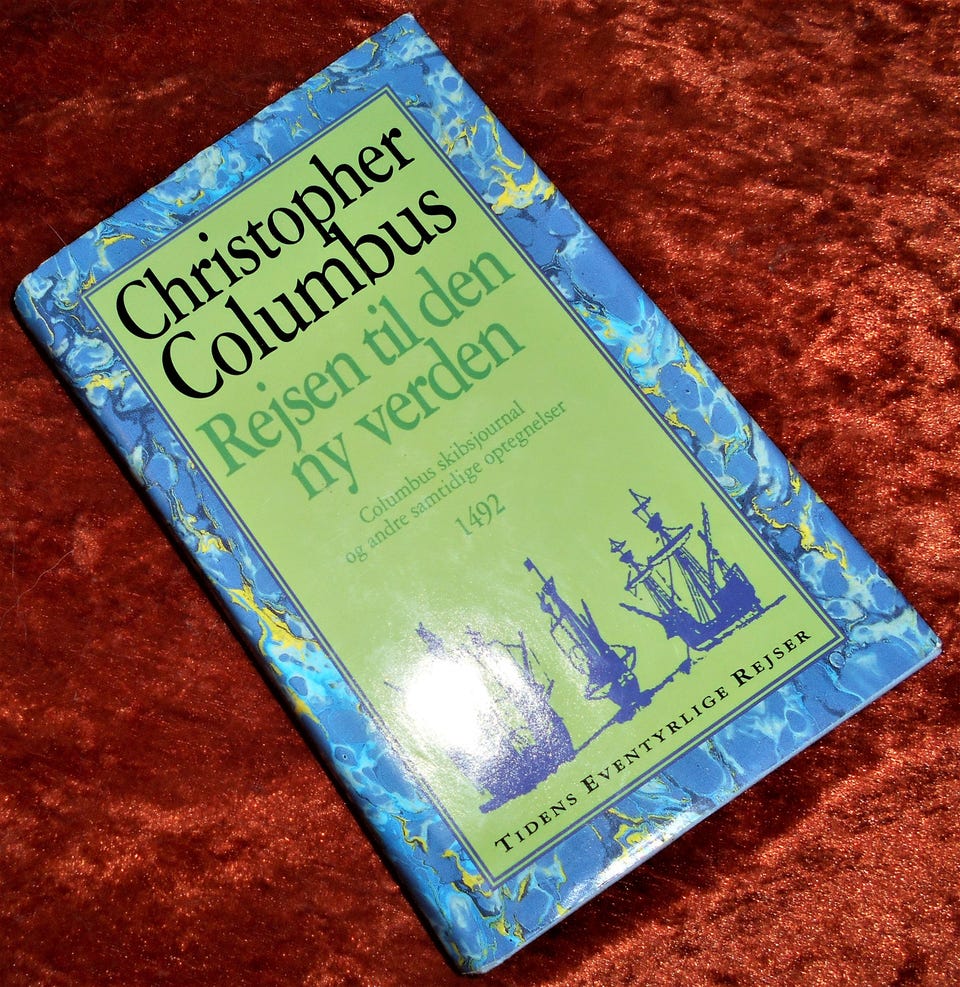 Christopher
Columbus
Rejsen til den
ny verden
Columbus skibsjournal
og andre samtidige optegnelser
1492
TIDENS EVENTYRLIGE REJSER